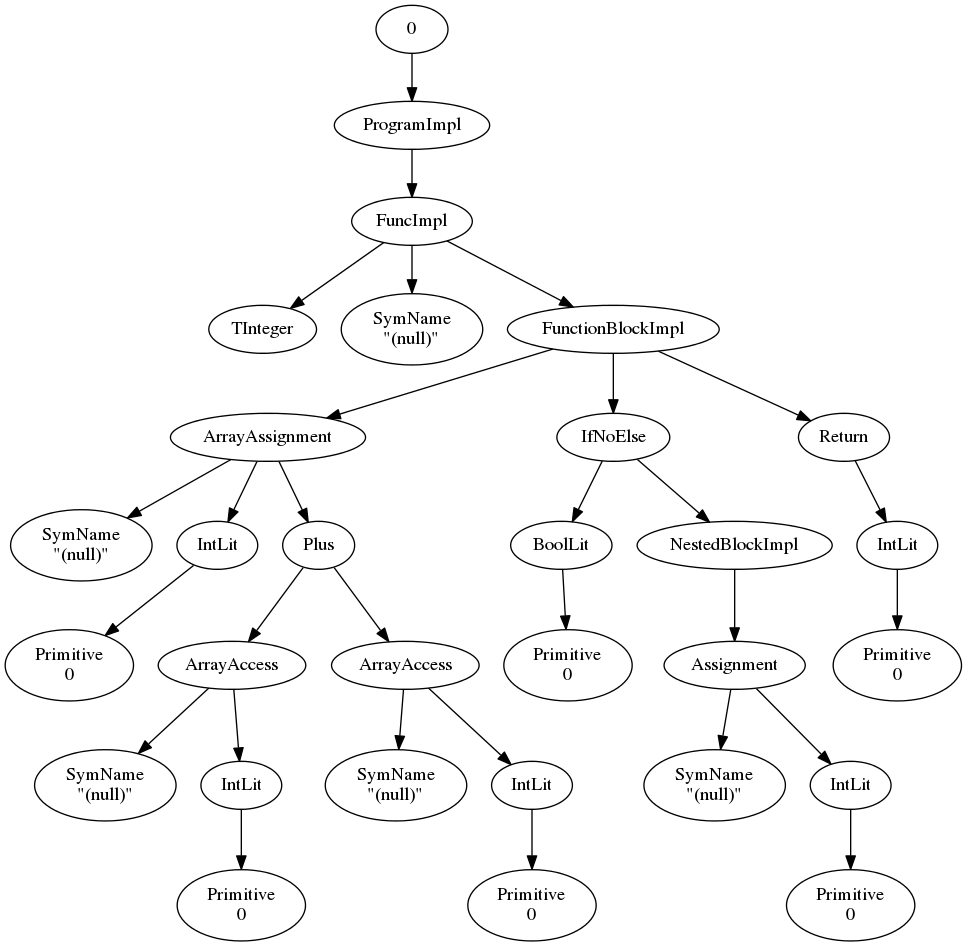 0
ProgramImpl
FuncImpl
TInteger
SymName
"(null)"
FunctionBlockImpl
ArrayAssignment
IfNoElse
Return
SymName
"(null)"
IntLit
Plus
BoolLit
NestedBlockImpl
IntLit
Primitive
0
ArrayAccess
ArrayAccess
Primitive
0
Assignment
Primitive
0
SymName
"(null)"
IntLit
SymName
"(null)"
IntLit
SymName
"(null)"
IntLit
Primitive
0
Primitive
0
Primitive
0